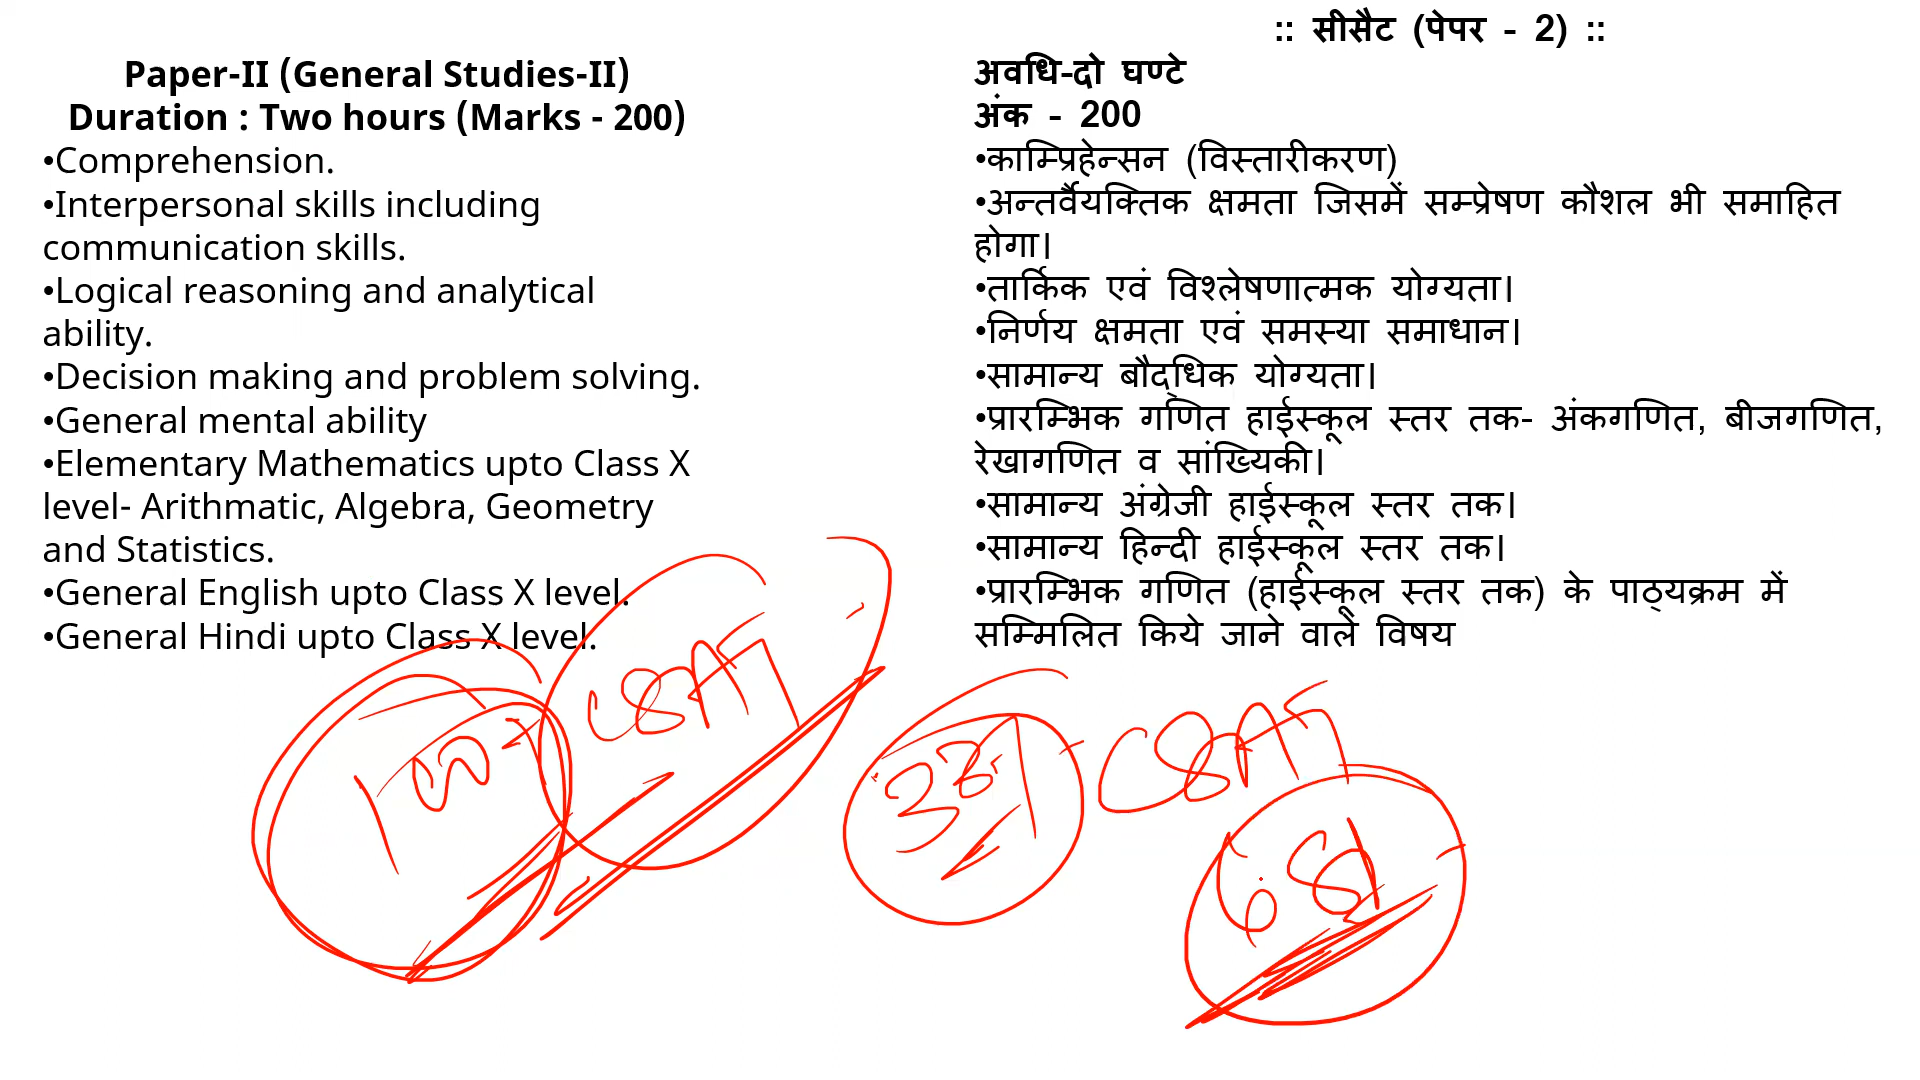 :: सीसैट (पेपर - 2) ::
Paper-II (General Studies-II)
Duration : Two hours (Marks - 200)
•Comprehension.
•Interpersonal skills including
communication skills.
•Logical reasoning and analytical
ability.
•Decision making and problem solving.
•General mental ability
•Elementary Mathematics upto Class X
level- Arithmatic, Algebra, Geometry
and Statistics.
•General English upto Class X level.
•General Hindi upto Class X level.
अवधि-दो घण्टे
अंक - 200
•काम्प्रिहेन्सन (विस्तारीकरण)
•अन्तर्वैयक्तिक क्षमता जिसमें सम्प्रेषण कौशल भी समाहित
होगा।
•तार्किक एवं विश्लेषणात्मक योग्यता।
•निर्णय क्षमता एवं समस्या समाधान।
•सामान्य बौद्धिक योग्यता।
•प्रारम्भिक गणित हाईस्कूल स्तर तक- अंकगणित, बीजगणित,
रेखागणित व सांख्यिकी।
•सामान्य अंग्रेजी हाईस्कूल स्तर तक।
•सामान्य हिन्दी हाईस्कूल स्तर तक।
•प्रारम्भिक गणित (हाईस्कूल स्तर तक) के पाठ्यक्रम में
सम्मिलित किये जाने वाले विषय
CSAT
CSAT